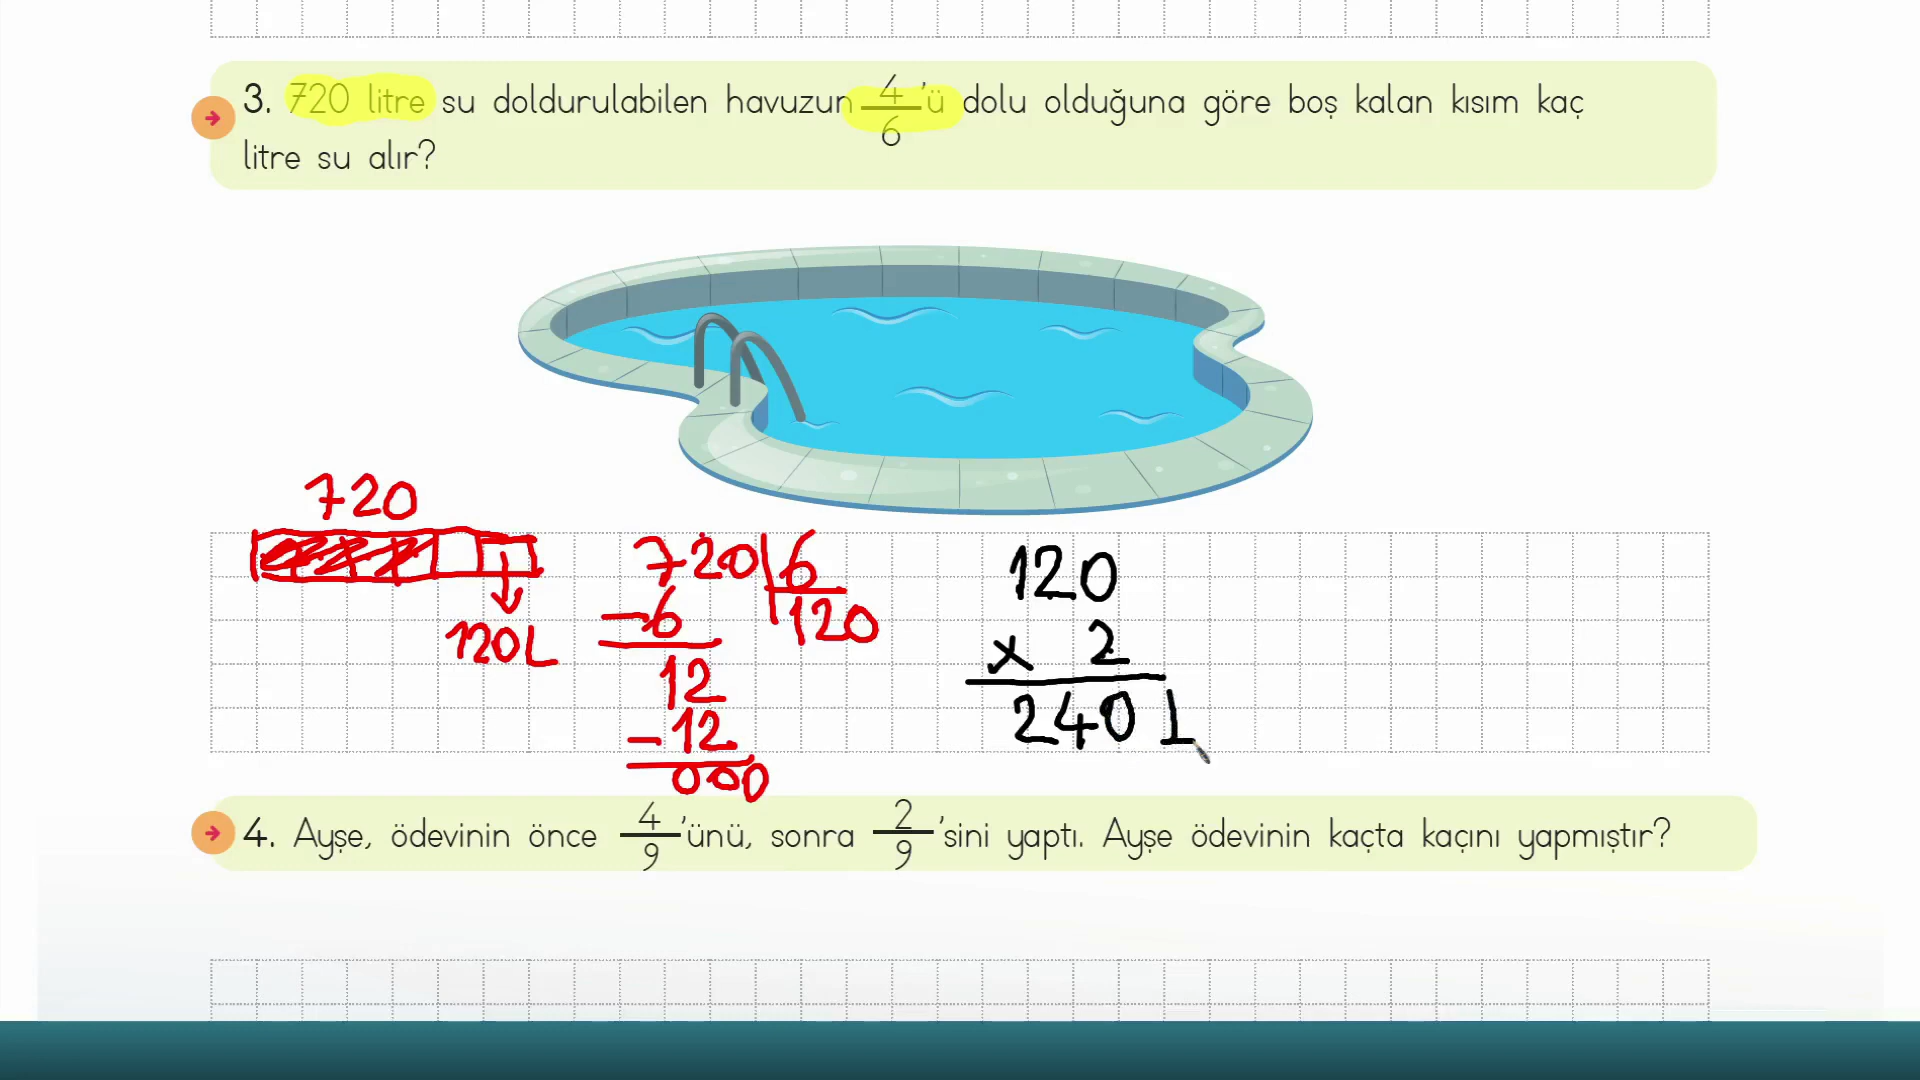 3. 720 litre su doldurulabilen havuzun 4/6'ü dolu olduğuna göre boş kalan kısım kaç
litre su alır?
720
120L
720 6
-6 120
12
-12
000
120
x 2
240 L
4. Ayşe, ödevinin önce 4/9'ünü, sonra 2/9'sini yaptı. Ayşe ödevinin kaçta kaçını yapmıştır?